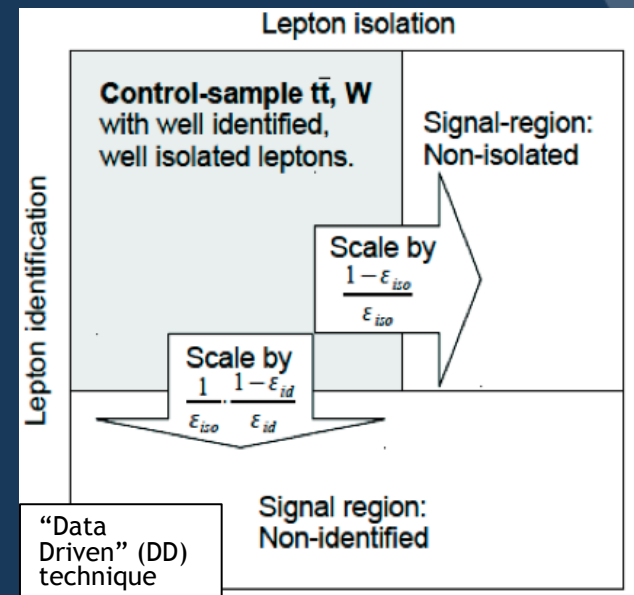 Lepton isolation
Lepton identification
Control-sample tt̄, W
with well identified,
well isolated leptons.
Signal-region:
Non-isolated
Scale by
1 − ε_iso
ε_iso
Scale by
1/ε_iso · (1 − ε_id)/ε_id
Signal region:
Non-identified
“Data
Driven” (DD)
technique